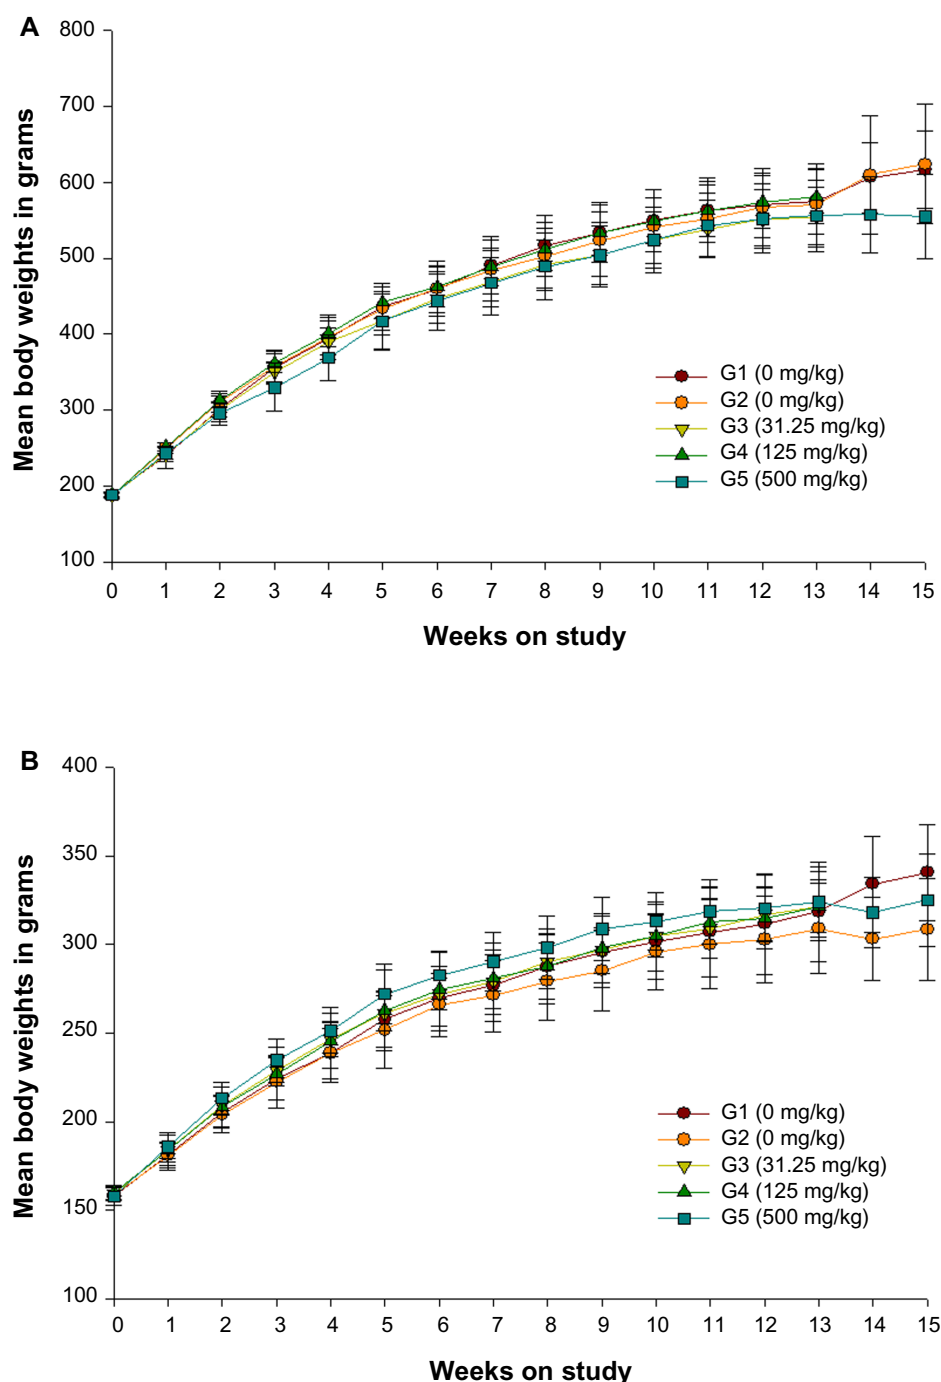 A
Mean body weights in grams
800
700
600
500
400
300
200
100
G1 (0 mg/kg)
G2 (0 mg/kg)
G3 (31.25 mg/kg)
G4 (125 mg/kg)
G5 (500 mg/kg)
0 1 2 3 4 5 6 7 8 9 10 11 12 13 14 15
Weeks on study
B
Mean body weights in grams
400
350
300
250
200
150
100
G1 (0 mg/kg)
G2 (0 mg/kg)
G3 (31.25 mg/kg)
G4 (125 mg/kg)
G5 (500 mg/kg)
0 1 2 3 4 5 6 7 8 9 10 11 12 13 14 15
Weeks on study